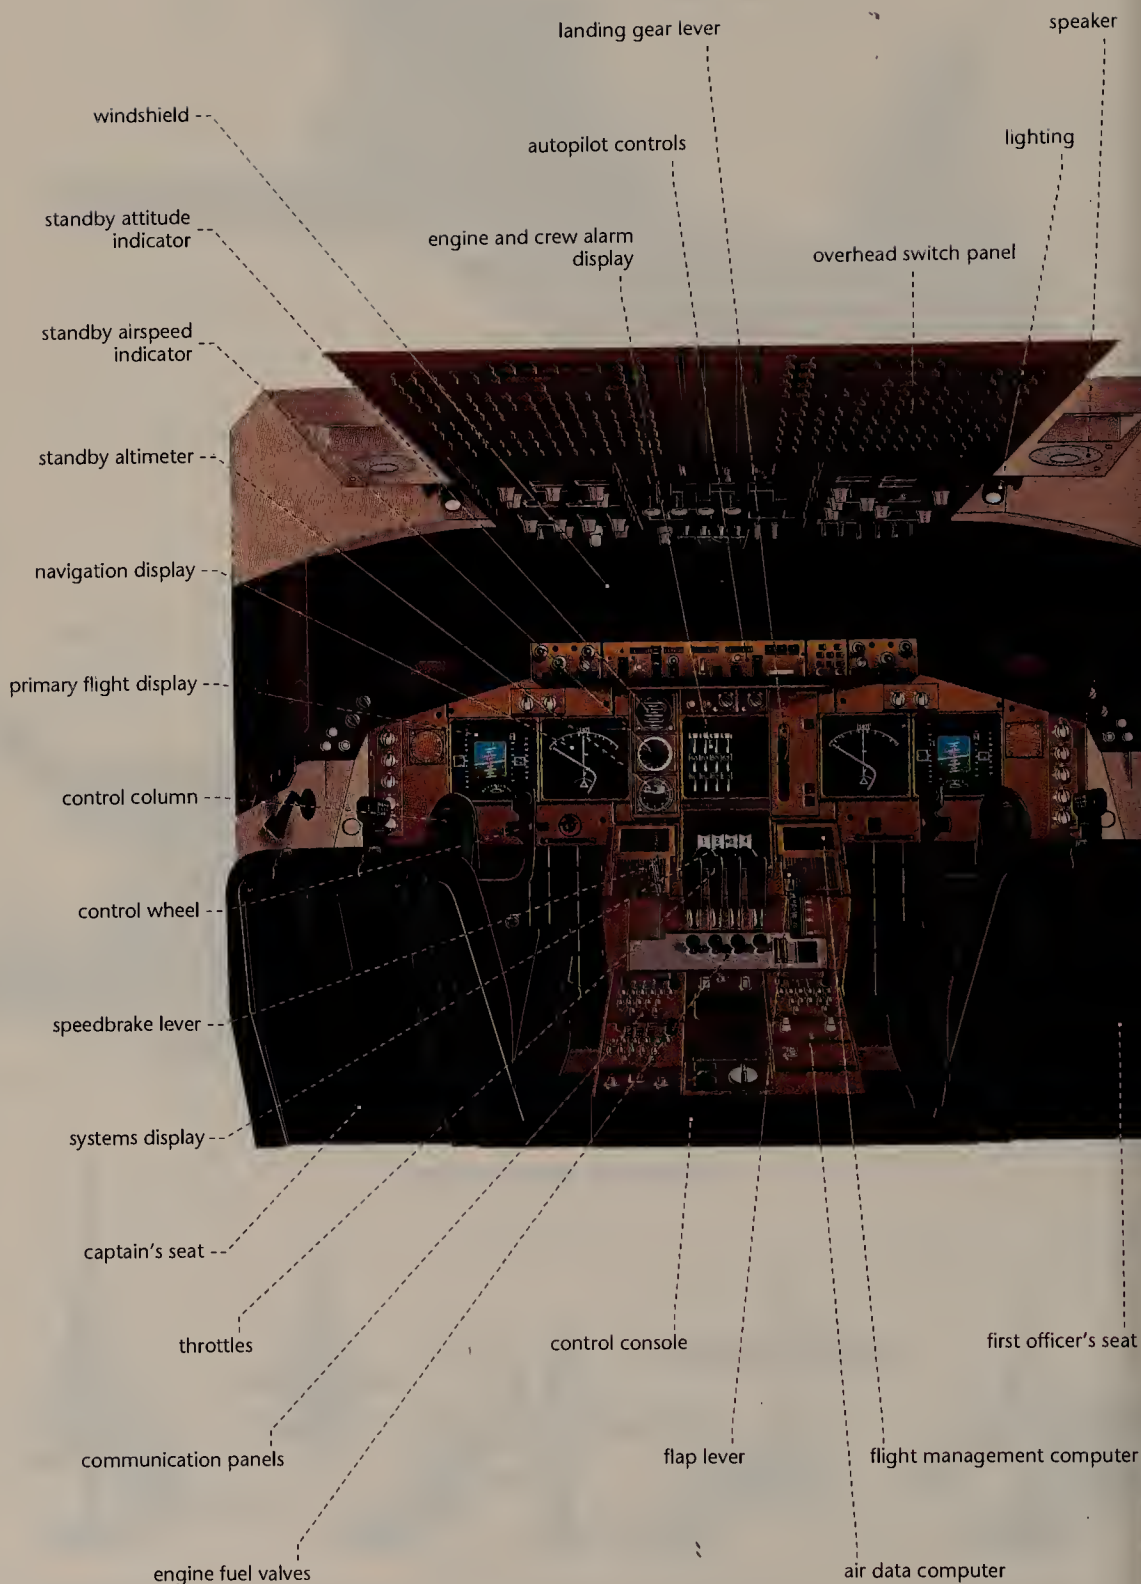 landing gear lever
speaker
windshield
autopilot controls
lighting
standby attitude
indicator
engine and crew alarm
display
overhead switch panel
standby airspeed
indicator
standby altimeter
navigation display
primary flight display
control column
control wheel
speedbrake lever
systems display
captain's seat
throttles
control console
first officer's seat
communication panels
flap lever
flight management computer
engine fuel valves
air data computer